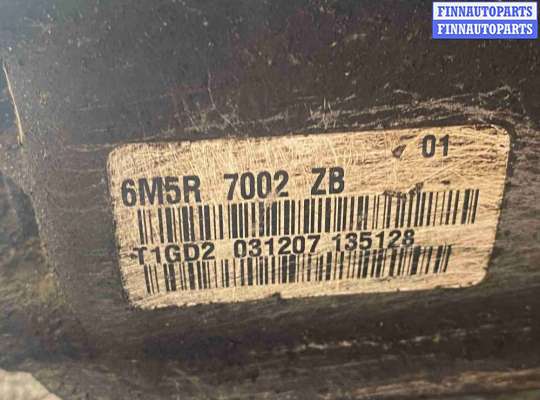 FINNAUTOPARTS
FINNAUTOPARTS
01
6M5R 7002 ZB
T1GD2 031207 135128